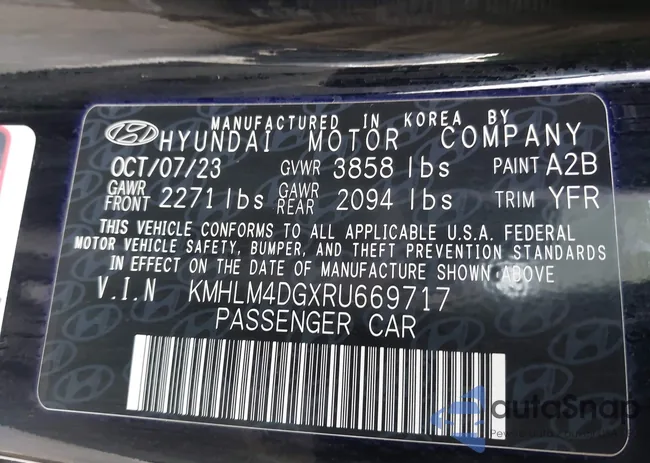 MANUFACTURED IN KOREA BY
HYUNDAI MOTOR COMPANY
OCT/07/23 GVWR 3858 lbs PAINT A2B
GAWR FRONT 2271 lbs GAWR REAR 2094 lbs TRIM YFR
THIS VEHICLE CONFORMS TO ALL APPLICABLE U.S.A. FEDERAL
MOTOR VEHICLE SAFETY, BUMPER, AND THEFT PREVENTION STANDARDS
IN EFFECT ON THE DATE OF MANUFACTURE SHOWN ABOVE
V.I.N KMHLM4DGXRU669717
PASSENGER CAR
autoSnap